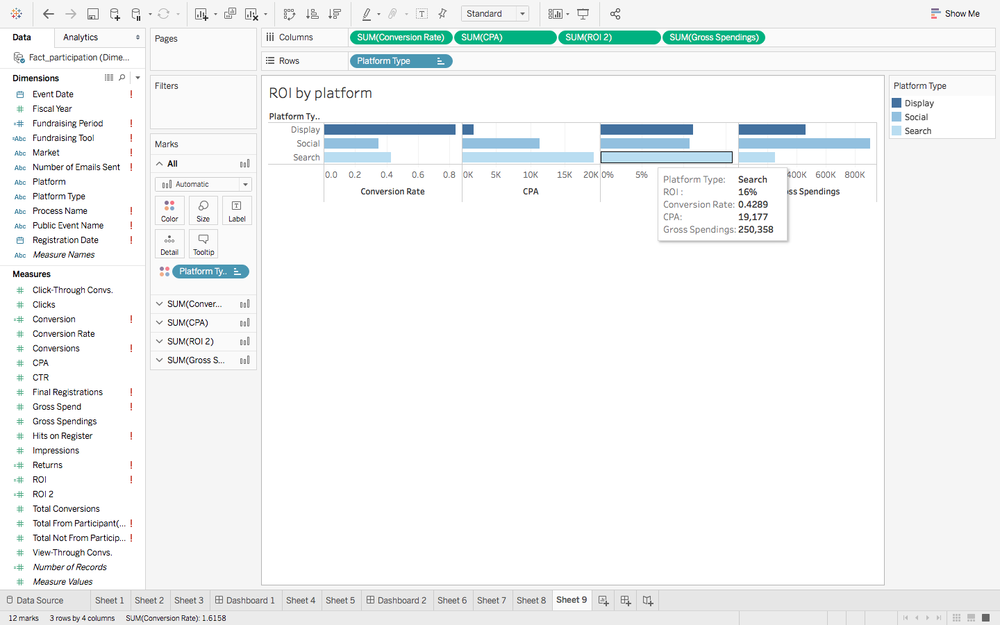 Standard
Show Me
Data
Analytics
Fact_participation (Dime...
Dimensions
Event Date !
Fiscal Year
Fundraising Period !
Abc Fundraising Tool !
Abc Market !
Abc Number of Emails Sent !
Abc Platform
Abc Platform Type
Abc Process Name !
Abc Public Event Name !
Registration Date !
Abc Measure Names
Measures
Click-Through Convs.
Clicks
Conversion !
Conversion Rate
Conversions !
CPA
CTR
Final Registrations !
Gross Spend !
Gross Spendings
Hits on Register !
Impressions
Returns !
ROI !
ROI 2
Total Conversions
Total From Participant(... !
Total Not From Particip... !
View-Through Convs.
Number of Records
Measure Values
Pages
Filters
Marks
All
Automatic
Color
Size
Label
Detail
Tooltip
Platform Ty..
SUM(Conver...
SUM(CPA)
SUM(ROI 2)
SUM(Gross S...
Columns
SUM(Conversion Rate)
SUM(CPA)
SUM(ROI 2)
SUM(Gross Spendings)
Rows
Platform Type
ROI by platform
Platform Ty..
Display
Social
Search
0.0 0.2 0.4 0.6 0.8
Conversion Rate
0K 5K 10K 15K 20K
CPA
0% 5%
400K 600K 800K
ss Spendings
Platform Type: Search
ROI : 16%
Conversion Rate: 0.4289
CPA: 19,177
Gross Spendings: 250,358
Platform Type
Display
Social
Search
Data Source
Sheet 1
Sheet 2
Sheet 3
Dashboard 1
Sheet 4
Sheet 5
Dashboard 2
Sheet 6
Sheet 7
Sheet 8
Sheet 9
12 marks
3 rows by 4 columns
SUM(Conversion Rate): 1.6158